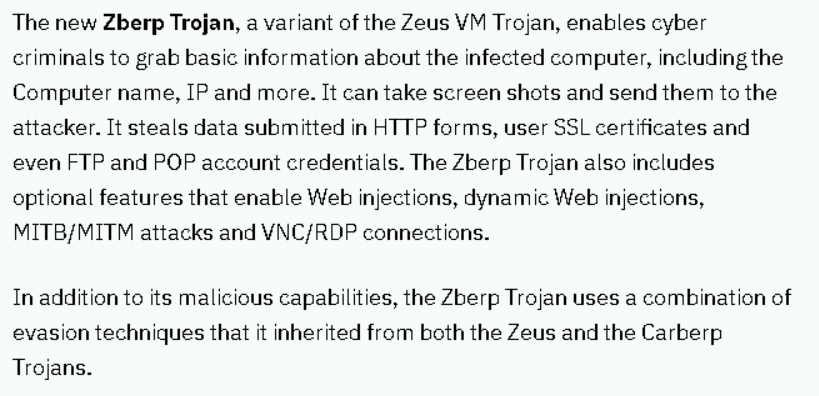 The new Zberp Trojan, a variant of the Zeus VM Trojan, enables cyber
criminals to grab basic information about the infected computer, including the
Computer name, IP and more. It can take screen shots and send them to the
attacker. It steals data submitted in HTTP forms, user SSL certificates and
even FTP and POP account credentials. The Zberp Trojan also includes
optional features that enable Web injections, dynamic Web injections,
MITB/MITM attacks and VNC/RDP connections.
In addition to its malicious capabilities, the Zberp Trojan uses a combination of
evasion techniques that it inherited from both the Zeus and the Carberp
Trojans.